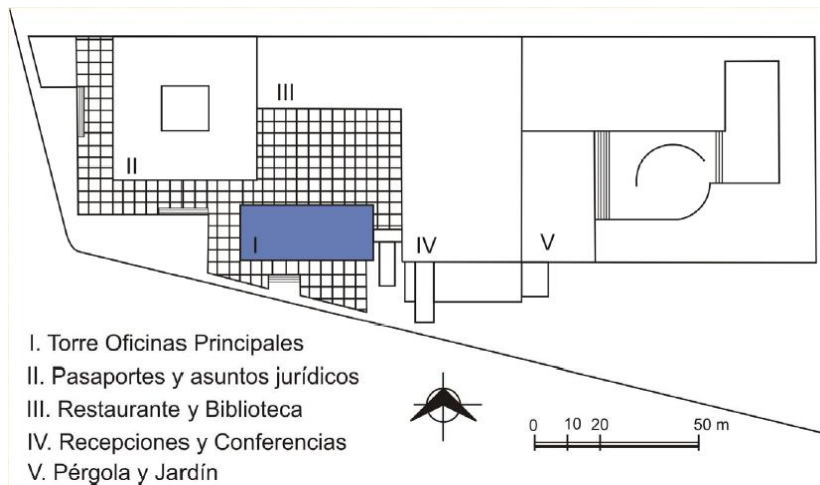 III
II
I
IV
V
I. Torre Oficinas Principales
II. Pasaportes y asuntos jurídicos
III. Restaurante y Biblioteca
IV. Recepciones y Conferencias
V. Pérgola y Jardín
0 10 20 50 m